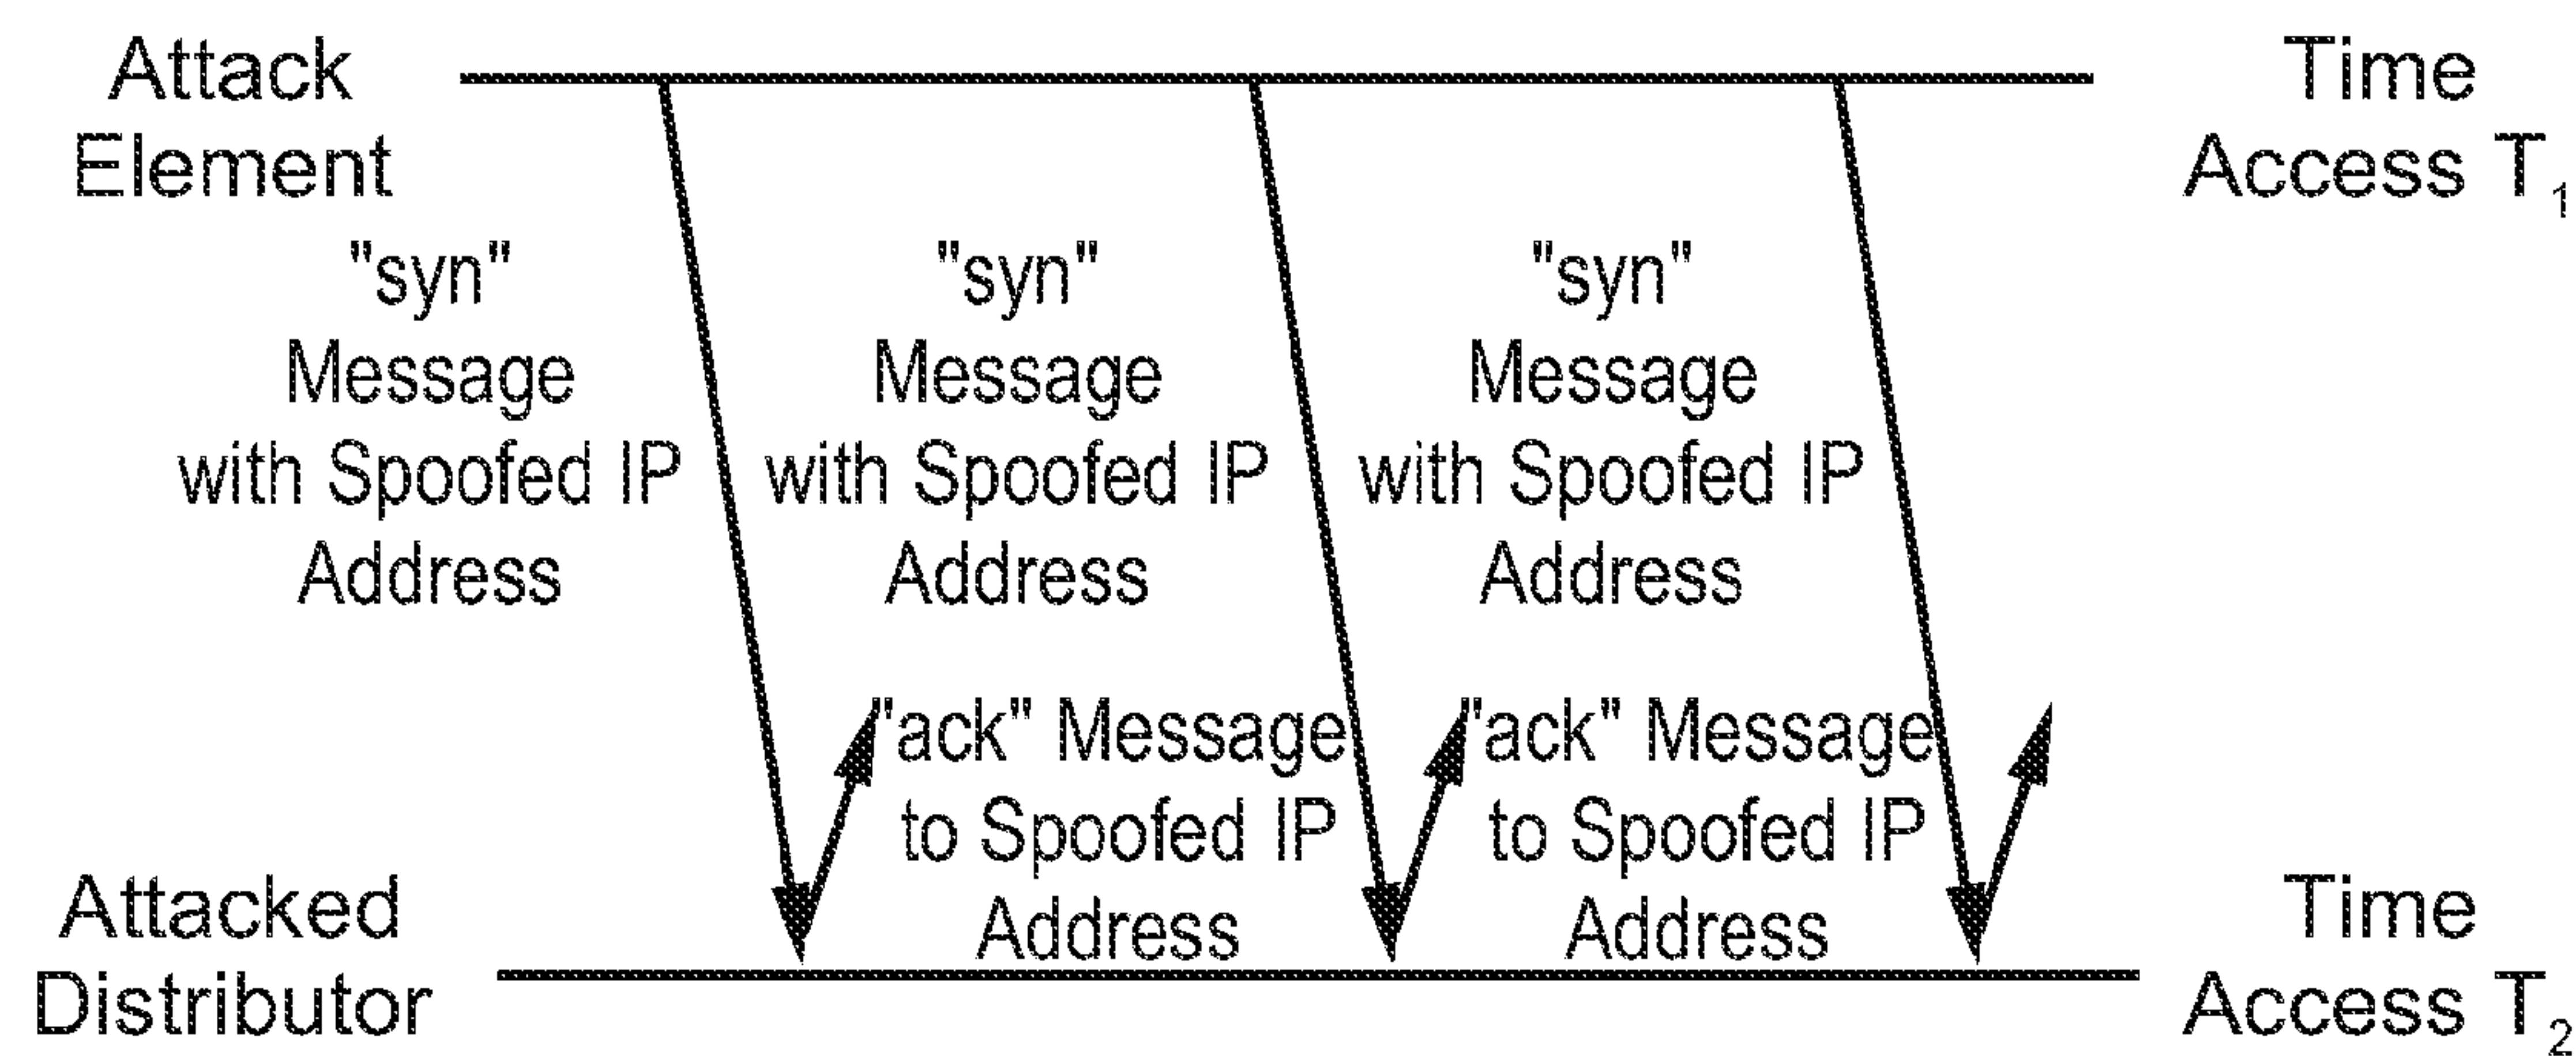 Attack
Element
Time
Access T₁
"syn"
Message
with Spoofed IP
Address
"syn"
Message
with Spoofed IP
Address
"syn"
Message
with Spoofed IP
Address
"ack" Message
to Spoofed IP
Address
"ack" Message
to Spoofed IP
Address
Attacked
Distributor
Time
Access T₂